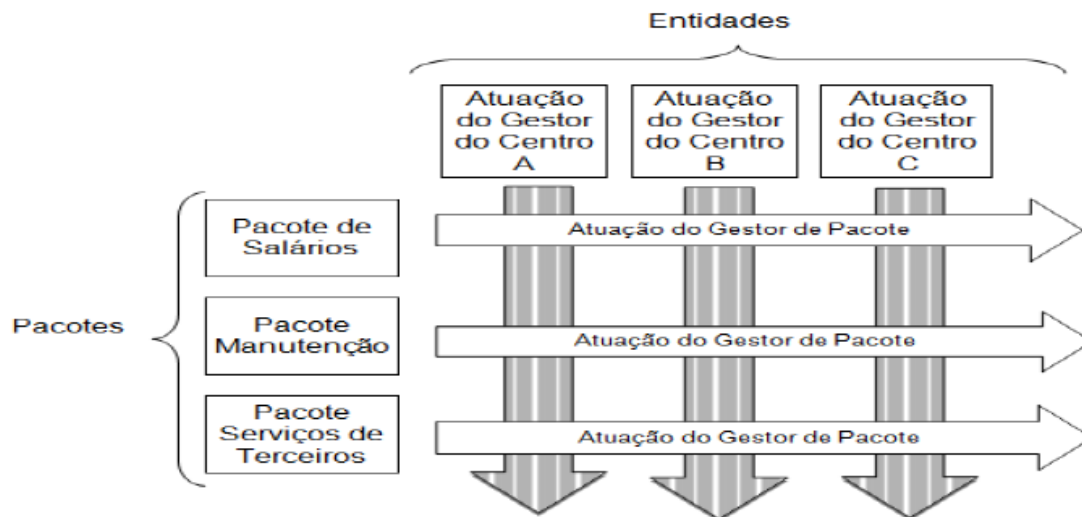 Entidades
Atuação
do Gestor
do Centro
A
Atuação
do Gestor
do Centro
B
Atuação
do Gestor
do Centro
C
Pacotes
Pacote de
Salários
Atuação do Gestor de Pacote
Pacote
Manutenção
Atuação do Gestor de Pacote
Pacote
Serviços de
Terceiros
Atuação do Gestor de Pacote